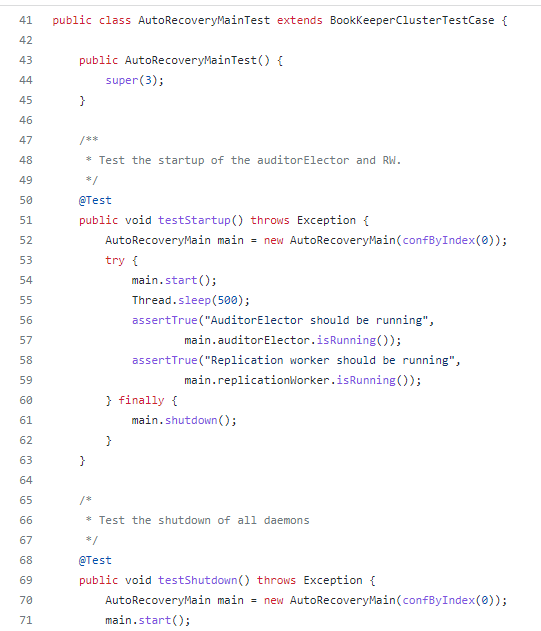 41 public class AutoRecoveryMainTest extends BookKeeperClusterTestCase {
42
43     public AutoRecoveryMainTest() {
44         super(3);
45     }
46
47     /**
48      * Test the startup of the auditorElector and RW.
49      */
50     @Test
51     public void testStartup() throws Exception {
52         AutoRecoveryMain main = new AutoRecoveryMain(confByIndex(0));
53         try {
54             main.start();
55             Thread.sleep(500);
56             assertTrue("AuditorElector should be running",
57                     main.auditorElector.isRunning());
58             assertTrue("Replication worker should be running",
59                     main.replicationWorker.isRunning());
60         } finally {
61             main.shutdown();
62         }
63     }
64
65     /*
66      * Test the shutdown of all daemons
67      */
68     @Test
69     public void testShutdown() throws Exception {
70         AutoRecoveryMain main = new AutoRecoveryMain(confByIndex(0));
71         main.start();